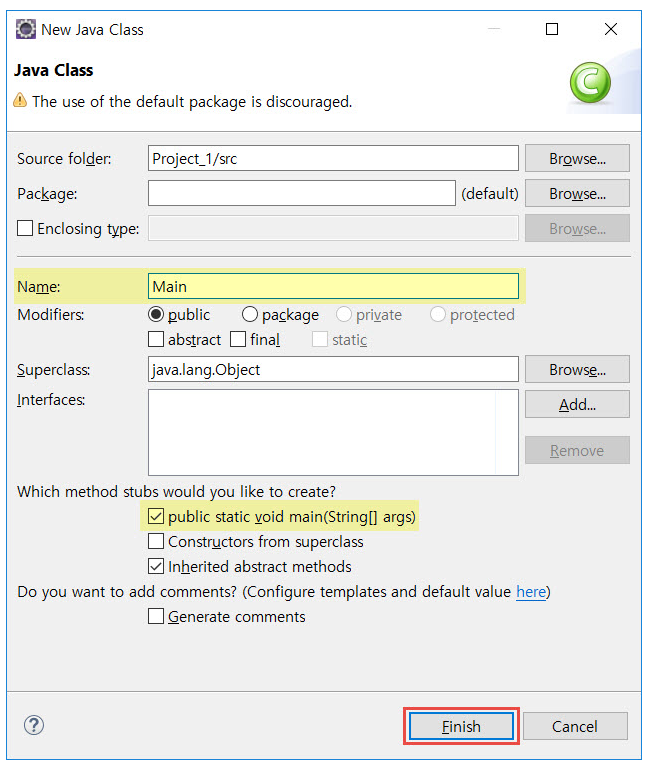 New Java Class
Java Class
The use of the default package is discouraged.
Source folder: Project_1/src Browse...
Package: (default) Browse...
Enclosing type: Browse...
Name: Main
Modifiers: public package private protected
abstract final static
Superclass: java.lang.Object Browse...
Interfaces: Add...
Remove
Which method stubs would you like to create?
public static void main(String[] args)
Constructors from superclass
Inherited abstract methods
Do you want to add comments? (Configure templates and default value here)
Generate comments
Finish Cancel